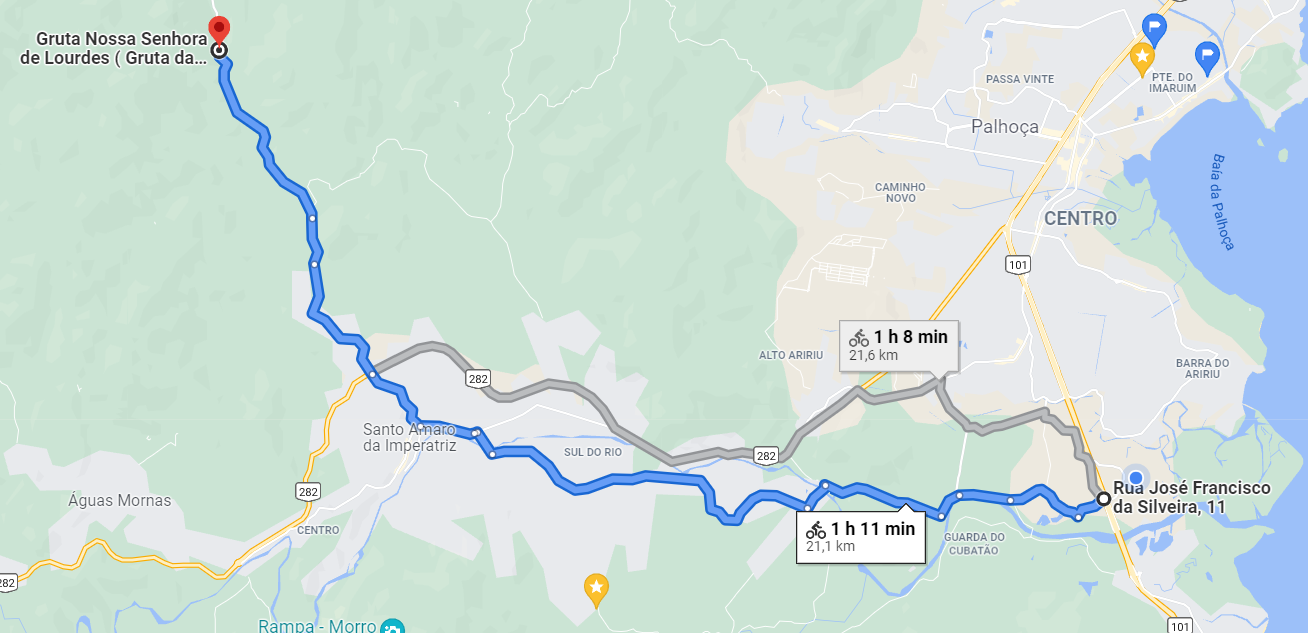 Gruta Nossa Senhora
de Lourdes ( Gruta da...
PASSA VINTE
PTE. DO
IMARUIM
Palhoça
Baía da Palhoça
CAMINHO
NOVO
CENTRO
101
1 h 8 min
21,6 km
ALTO ARIRIU
BARRA DO
ARIRIU
282
Santo Amaro
da Imperatriz
SUL DO RIO
282
Rua José Francisco
da Silveira, 11
282
Águas Mornas
CENTRO
1 h 11 min
21,1 km
GUARDA DO
CUBATÃO
282
Rampa - Morro
101